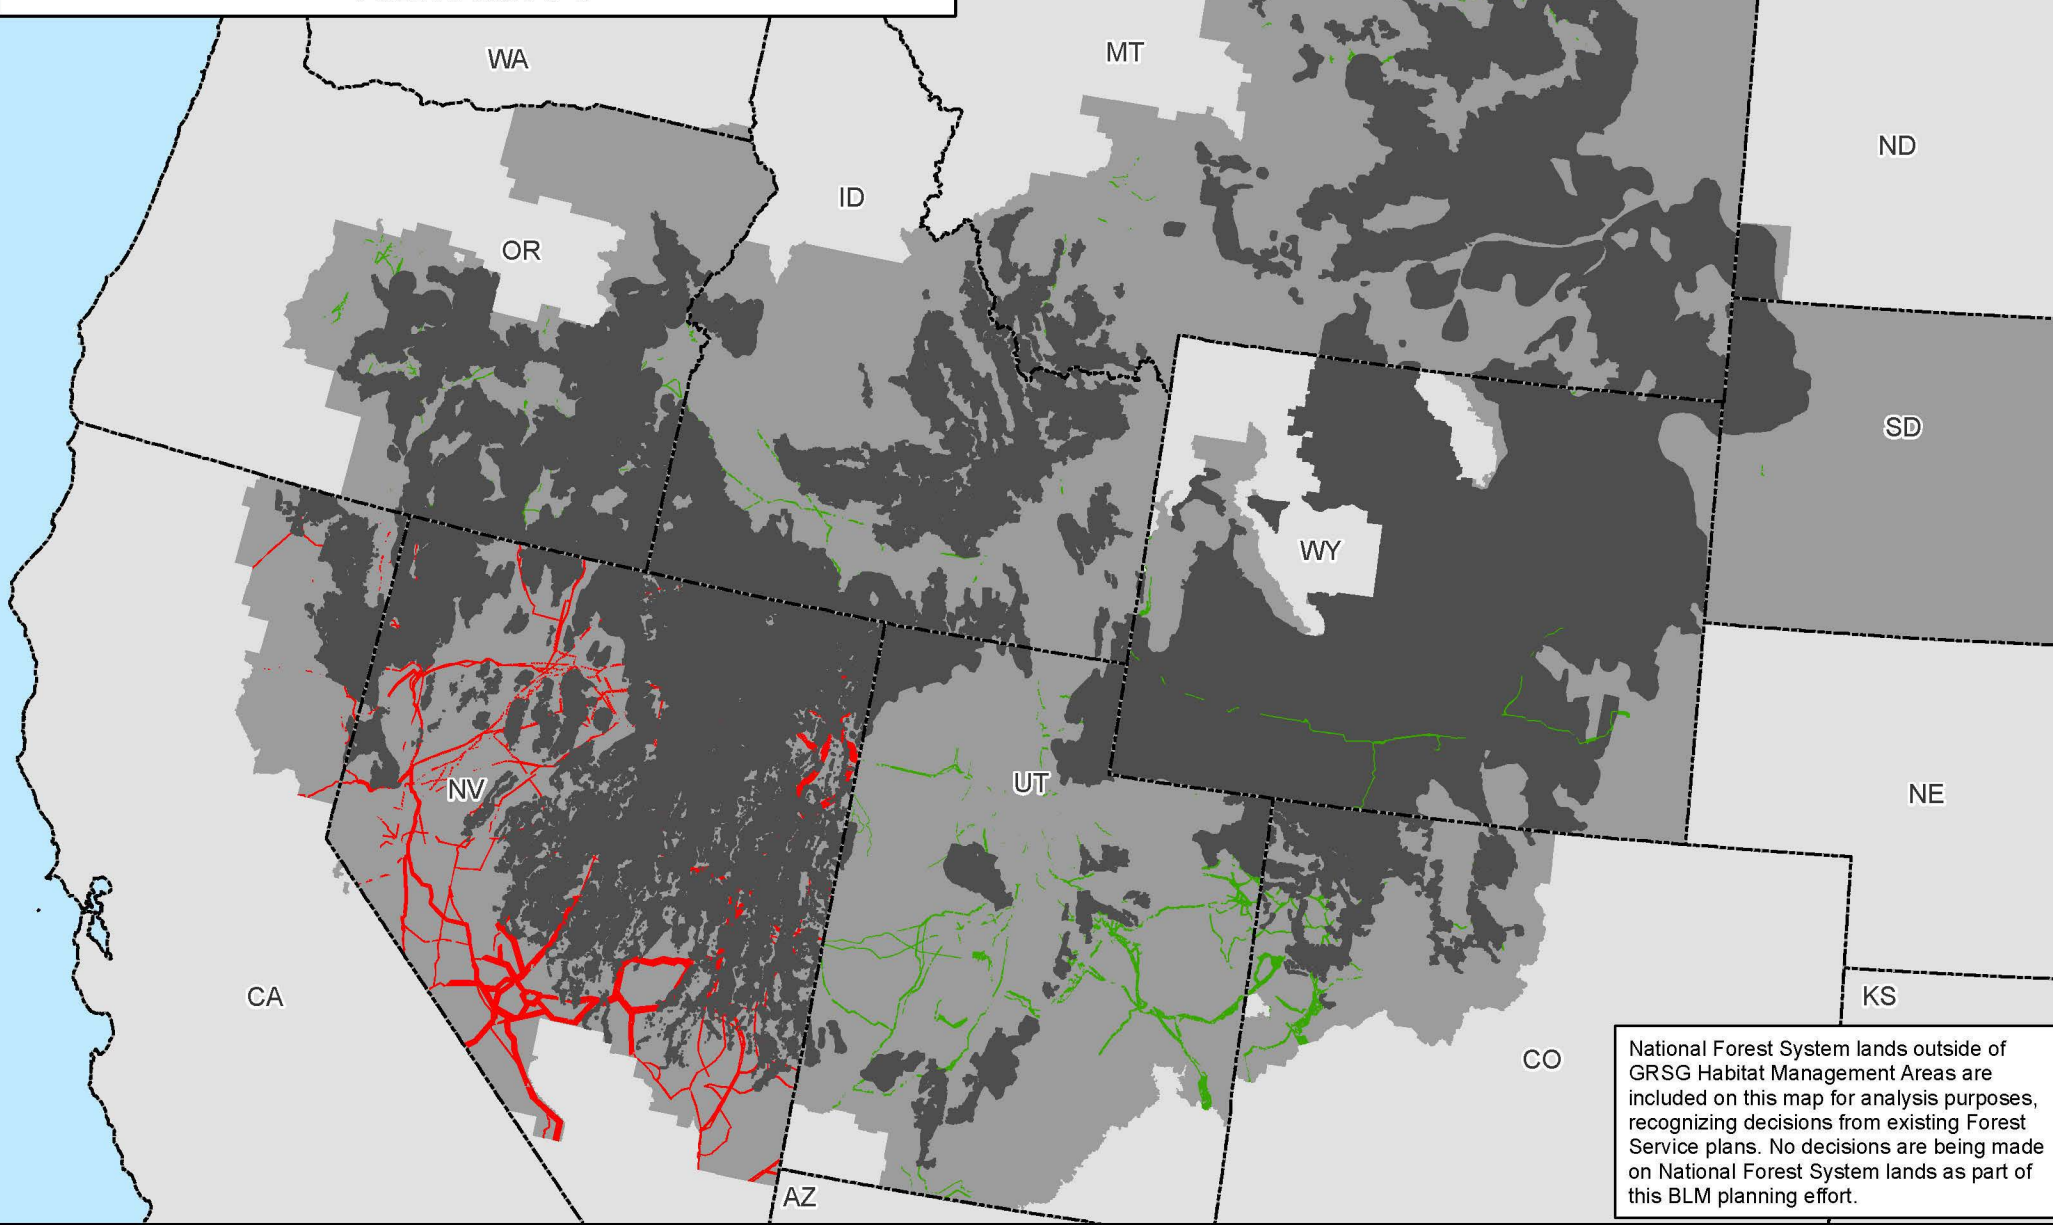 WA
MT
ND
ID
OR
SD
WY
NV
UT
NE
CA
KS
CO
AZ
National Forest System lands outside of
GRSG Habitat Management Areas are
included on this map for analysis purposes,
recognizing decisions from existing Forest
Service plans. No decisions are being made
on National Forest System lands as part of
this BLM planning effort.